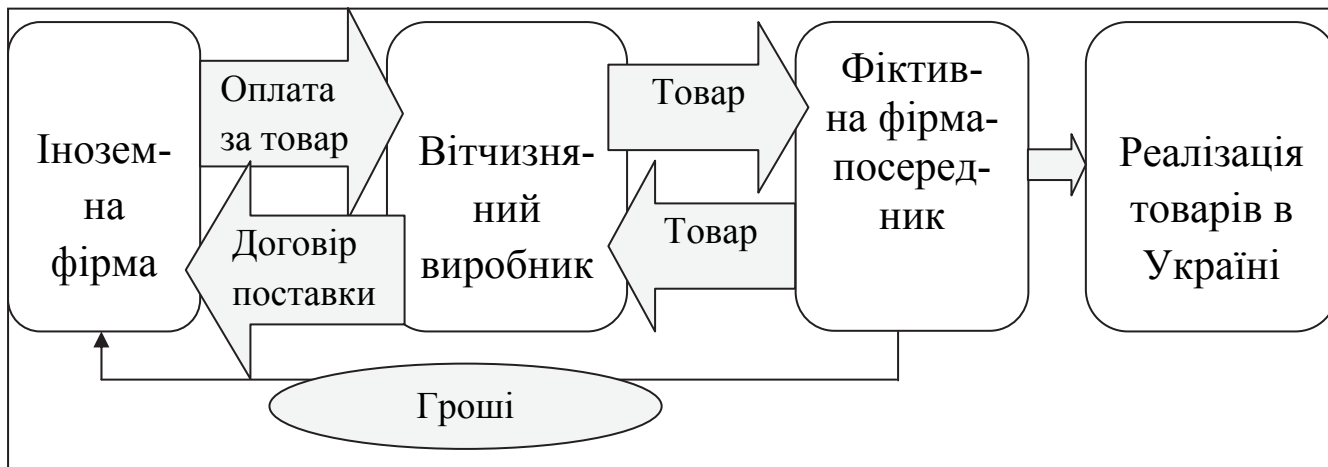 Інозем-
на
фірма
Оплата
за товар
Договір
поставки
Вітчизня-
ний
виробник
Товар
Товар
Фіктив-
на фірма-
посеред-
ник
Реалізація
товарів в
Україні
Гроші